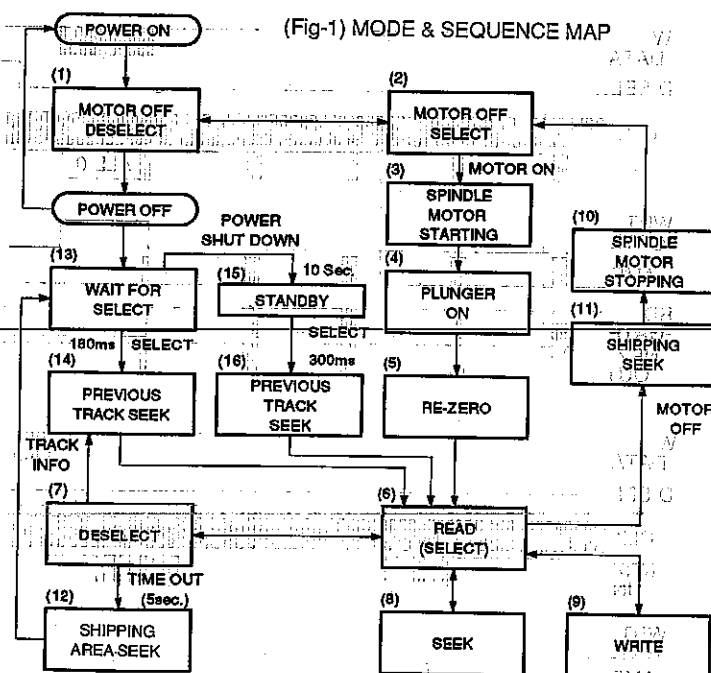 (Fig-1) MODE & SEQUENCE MAP
POWER ON
(1)
MOTOR OFF
DESELECT
(2)
MOTOR OFF
SELECT
MOTOR ON
(3)
SPINDLE
MOTOR
STARTING
POWER OFF
POWER
SHUT DOWN
(10)
SPINDLE
MOTOR
STOPPING
(13)
WAIT FOR
SELECT
10 Sec.
(15)
STANDBY
(4)
PLUNGER
ON
(11)
SHIPPING
SEEK
180ms SELECT
SELECT
300ms
(14)
PREVIOUS
TRACK SEEK
(16)
PREVIOUS
TRACK
SEEK
(5)
RE-ZERO
MOTOR
OFF
TRACK
INFO
(7)
DESELECT
(6)
READ
(SELECT)
TIME OUT
(5sec.)
(12)
SHIPPING
AREA-SEEK
(8)
SEEK
(9)
WRITE